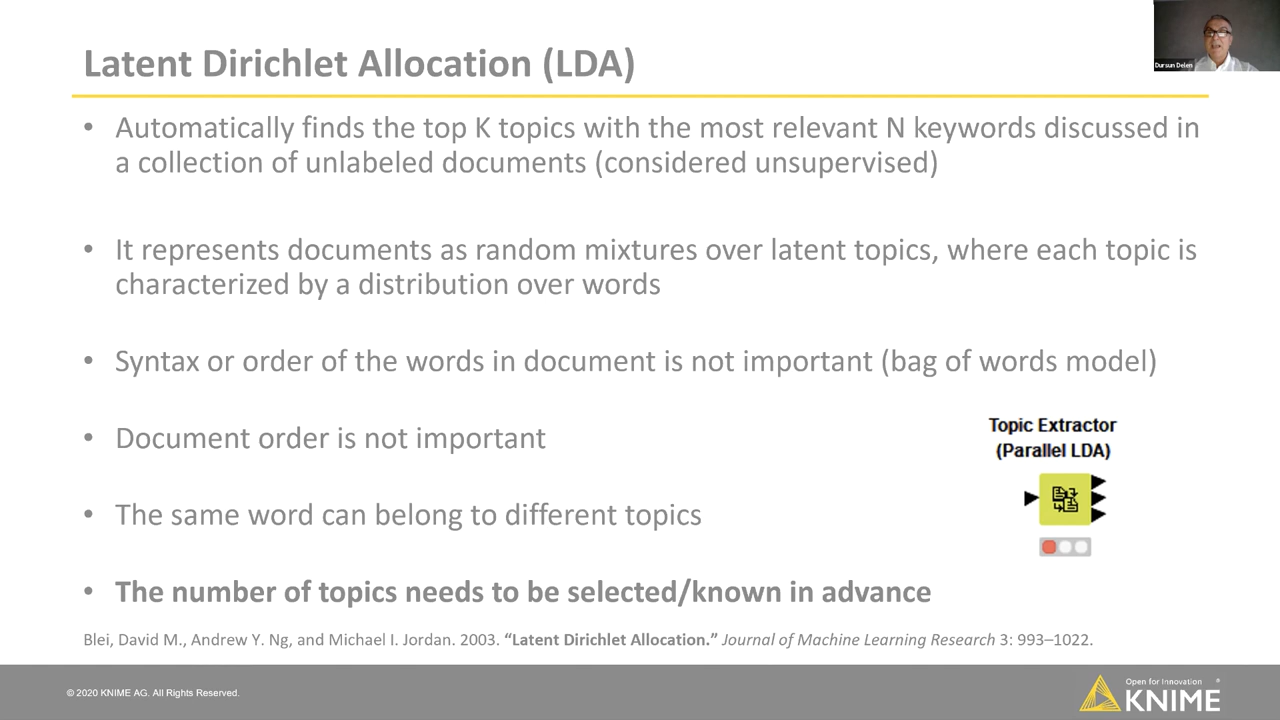 Latent Dirichlet Allocation (LDA)
Dursun Delen
• Automatically finds the top K topics with the most relevant N keywords discussed in
a collection of unlabeled documents (considered unsupervised)
• It represents documents as random mixtures over latent topics, where each topic is
characterized by a distribution over words
• Syntax or order of the words in document is not important (bag of words model)
• Document order is not important
Topic Extractor
(Parallel LDA)
• The same word can belong to different topics
• The number of topics needs to be selected/known in advance
Blei, David M., Andrew Y. Ng, and Michael I. Jordan. 2003. “Latent Dirichlet Allocation.” Journal of Machine Learning Research 3: 993–1022.
© 2020 KNIME AG. All Rights Reserved.
Open for Innovation ®
KNIME